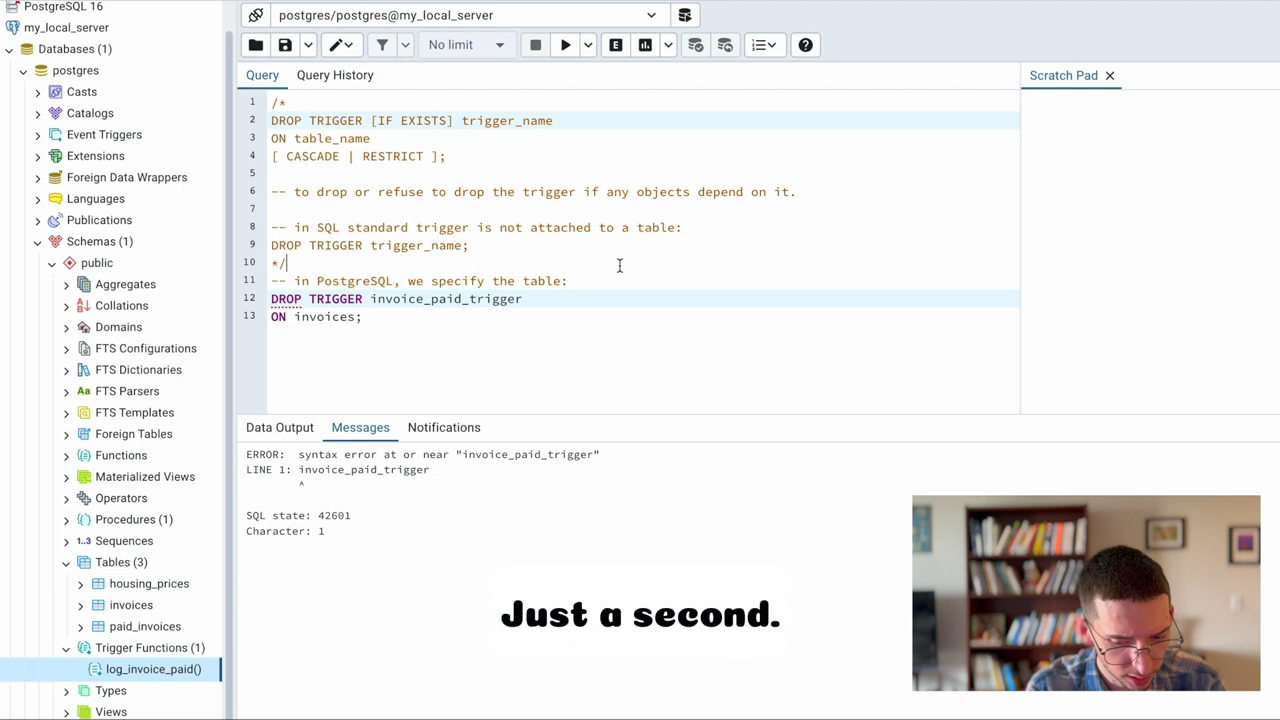 PostgreSQL 16
my_local_server
Databases (1)
postgres
Casts
Catalogs
Event Triggers
Extensions
Foreign Data Wrappers
Languages
Publications
Schemas (1)
public
Aggregates
Collations
Domains
FTS Configurations
FTS Dictionaries
Aa FTS Parsers
FTS Templates
Foreign Tables
Functions
Materialized Views
Operators
Procedures (1)
1..3 Sequences
Tables (3)
housing_prices
invoices
paid_invoices
Trigger Functions (1)
log_invoice_paid()
Types
Views
postgres/postgres@my_local_server
No limit
E
Query Query History
Scratch Pad
1 /*
2 DROP TRIGGER [IF EXISTS] trigger_name
3 ON table_name
4 [ CASCADE | RESTRICT ];
5
6 -- to drop or refuse to drop the trigger if any objects depend on it.
7
8 -- in SQL standard trigger is not attached to a table:
9 DROP TRIGGER trigger_name;
10 */
11 -- in PostgreSQL, we specify the table:
12 DROP TRIGGER invoice_paid_trigger
13 ON invoices;
Data Output Messages Notifications
ERROR: syntax error at or near "invoice_paid_trigger"
LINE 1: invoice_paid_trigger
^
SQL state: 42601
Character: 1
Just a second.